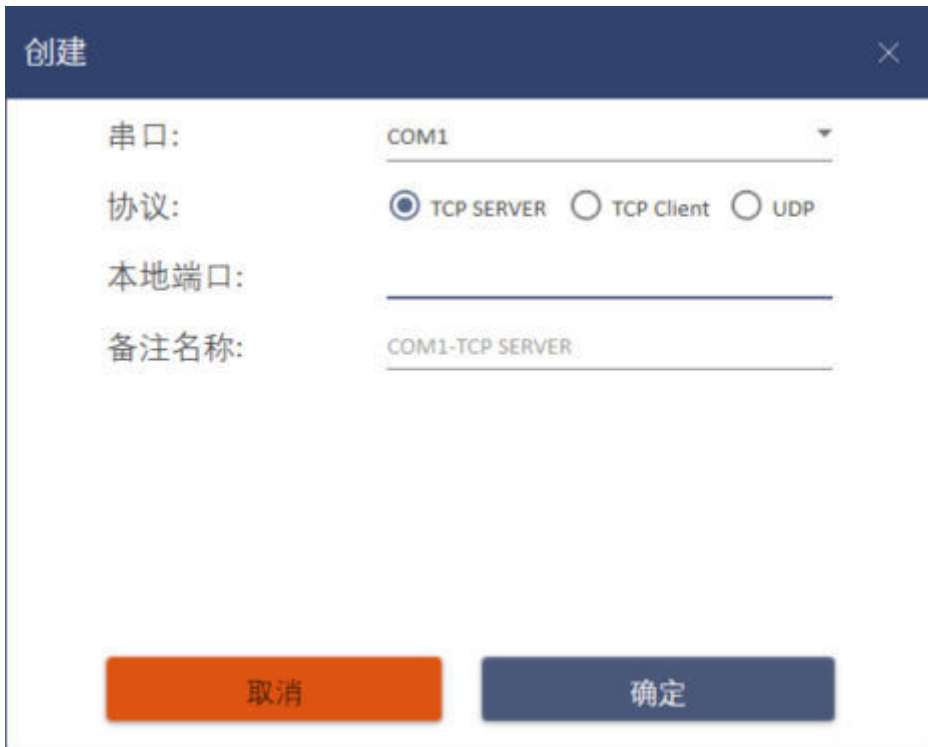 创建
串口: COM1
协议: TCP SERVER TCP Client UDP
本地端口:
备注名称: COM1-TCP SERVER
取消 确定